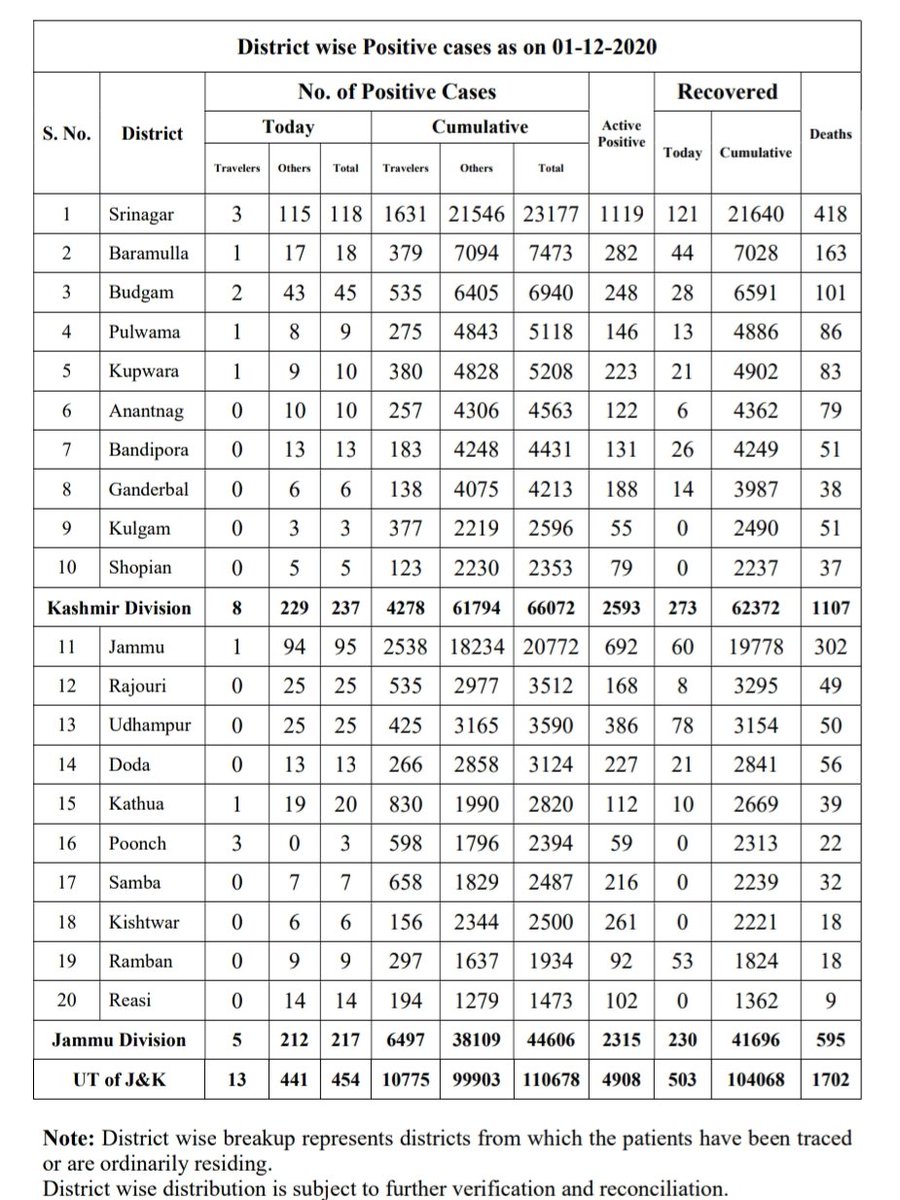 District wise Positive cases as on 01-12-2020
S. No. District No. of Positive Cases Active Positive Recovered Deaths
Today Cumulative Today Cumulative
Travelers Others Total Travelers Others Total
1 Srinagar 3 115 118 1631 21546 23177 1119 121 21640 418
2 Baramulla 1 17 18 379 7094 7473 282 44 7028 163
3 Budgam 2 43 45 535 6405 6940 248 28 6591 101
4 Pulwama 1 8 9 275 4843 5118 146 13 4886 86
5 Kupwara 1 9 10 380 4828 5208 223 21 4902 83
6 Anantnag 0 10 10 257 4306 4563 122 6 4362 79
7 Bandipora 0 13 13 183 4248 4431 131 26 4249 51
8 Ganderbal 0 6 6 138 4075 4213 188 14 3987 38
9 Kulgam 0 3 3 377 2219 2596 55 0 2490 51
10 Shopian 0 5 5 123 2230 2353 79 0 2237 37
Kashmir Division 8 229 237 4278 61794 66072 2593 273 62372 1107
11 Jammu 1 94 95 2538 18234 20772 692 60 19778 302
12 Rajouri 0 25 25 535 2977 3512 168 8 3295 49
13 Udhampur 0 25 25 425 3165 3590 386 78 3154 50
14 Doda 0 13 13 266 2858 3124 227 21 2841 56
15 Kathua 1 19 20 830 1990 2820 112 10 2669 39
16 Poonch 3 0 3 598 1796 2394 59 0 2313 22
17 Samba 0 7 7 658 1829 2487 216 0 2239 32
18 Kishtwar 0 6 6 156 2344 2500 261 0 2221 18
19 Ramban 0 9 9 297 1637 1934 92 53 1824 18
20 Reasi 0 14 14 194 1279 1473 102 0 1362 9
Jammu Division 5 212 217 6497 38109 44606 2315 230 41696 595
UT of J&K 13 441 454 10775 99903 110678 4908 503 104068 1702
Note: District wise breakup represents districts from which the patients have been traced
or are ordinarily residing.
District wise distribution is subject to further verification and reconciliation.